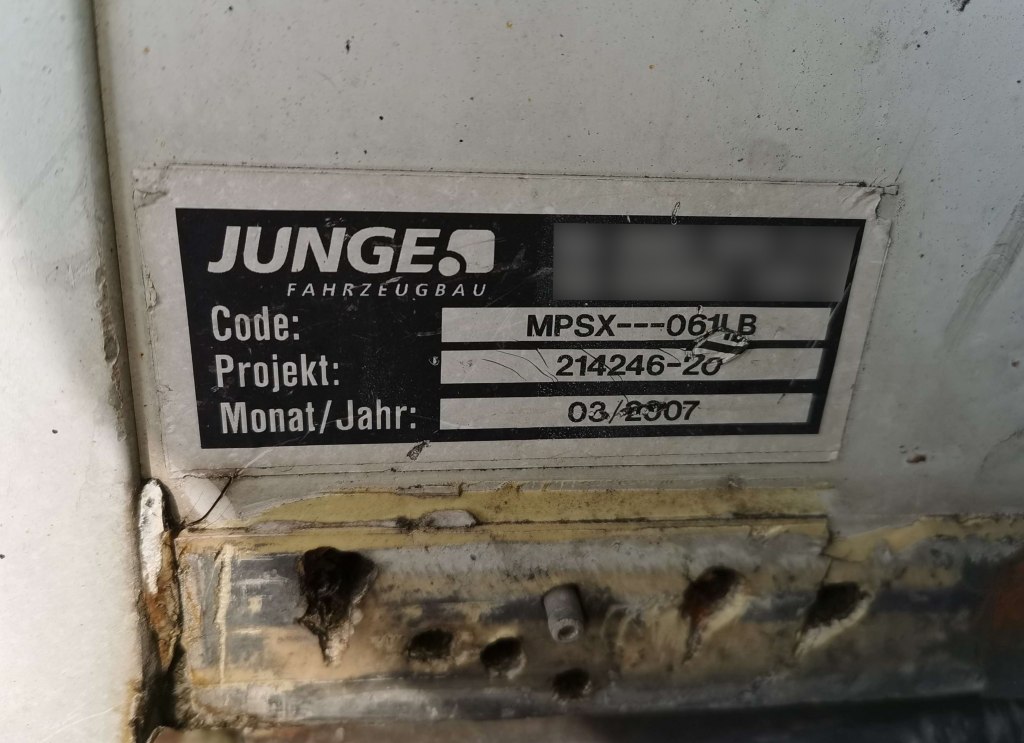 JUNGE
FAHRZEUGBAU
Code: MPSX---061LB
Projekt: 214246-20
Monat/Jahr: 03/2007